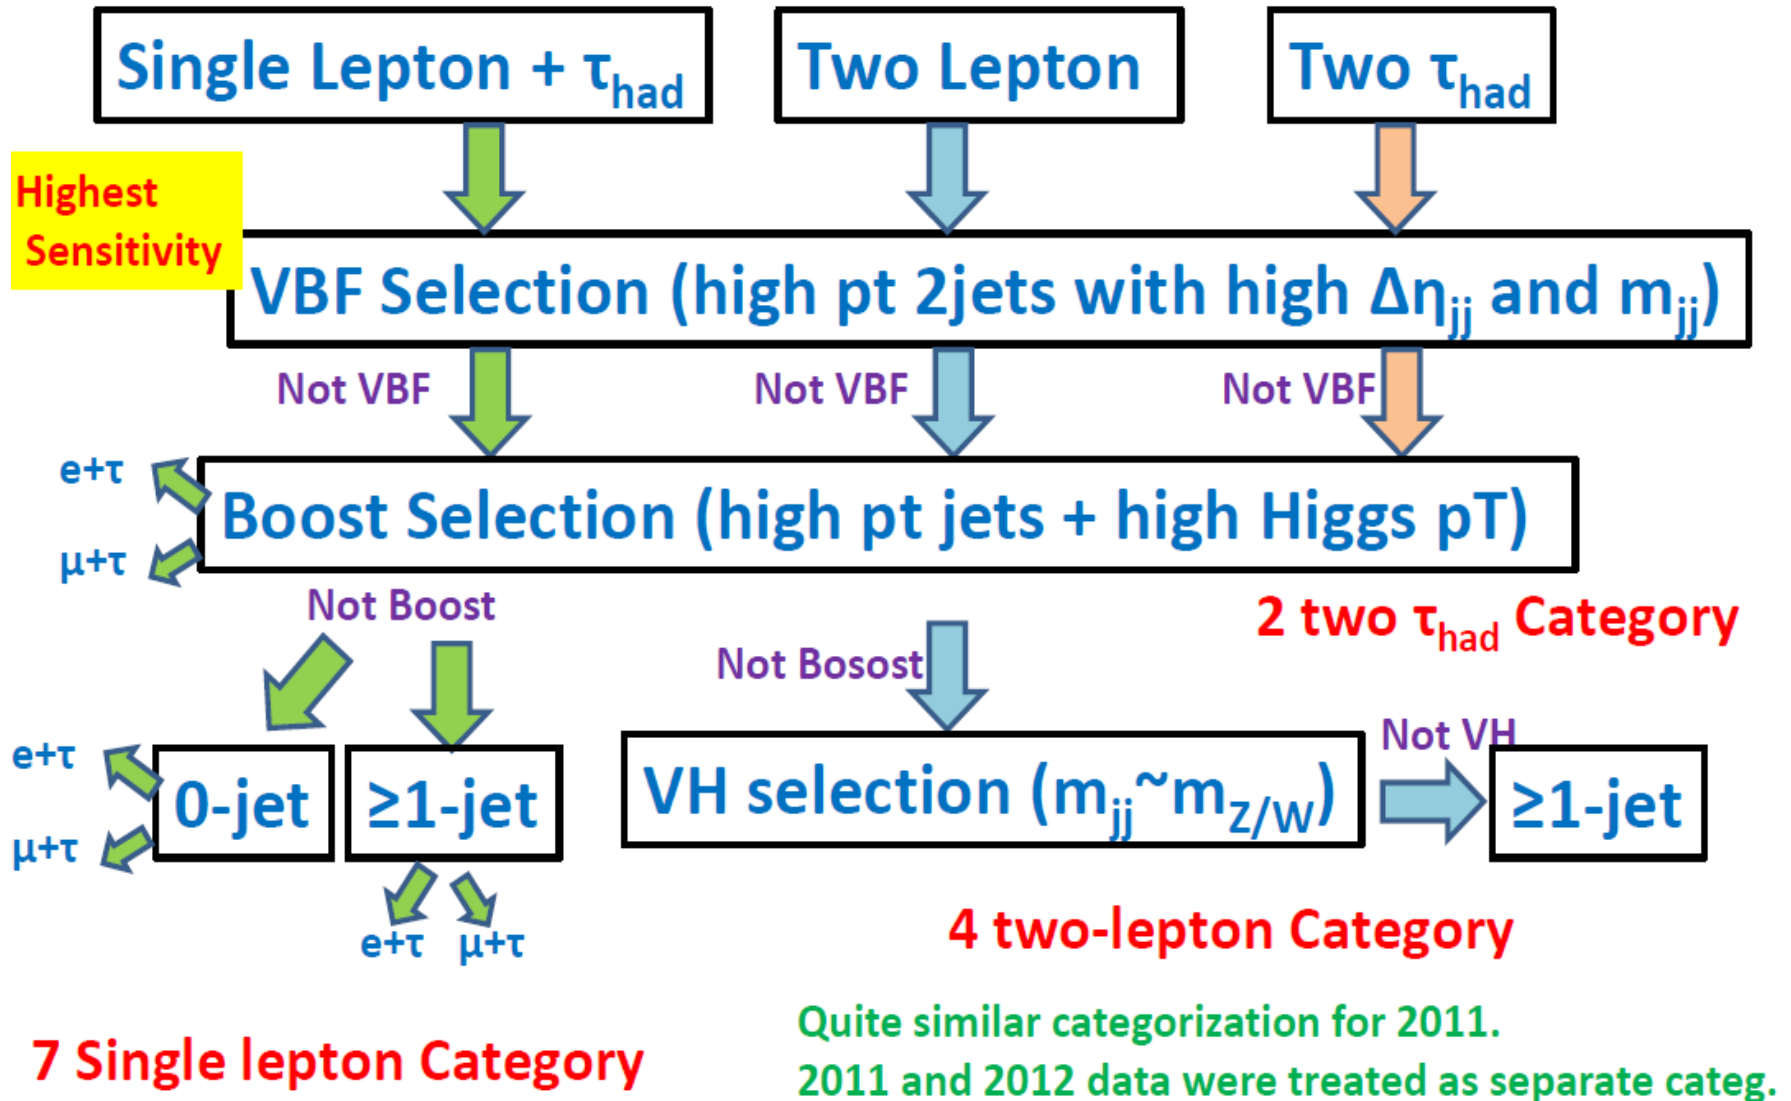 Single Lepton + τhad
Two Lepton
Two τhad
Highest
Sensitivity
VBF Selection (high pt 2jets with high Δηjj and mjj)
Not VBF
Not VBF
Not VBF
e+τ
μ+τ
Boost Selection (high pt jets + high Higgs pT)
Not Boost
2 two τhad Category
Not Bosost
Not VH
e+τ
μ+τ
0-jet
≥1-jet
VH selection (mjj~mZ/W)
≥1-jet
e+τ
μ+τ
4 two-lepton Category
7 Single lepton Category
Quite similar categorization for 2011.
2011 and 2012 data were treated as separate categ.